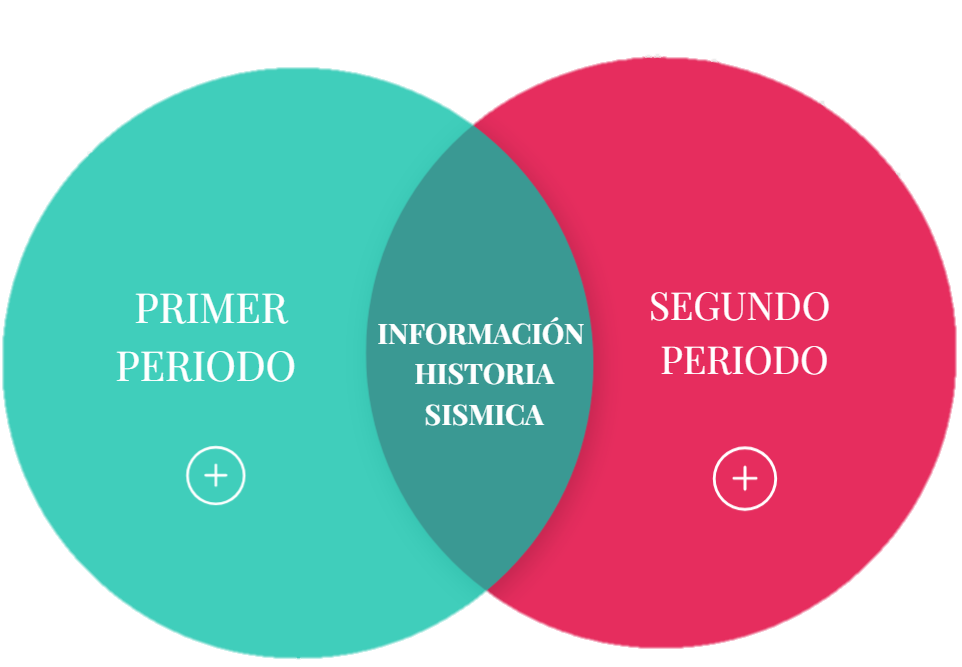 PRIMER
PERIODO
INFORMACIÓN
HISTORIA
SISMICA
SEGUNDO
PERIODO